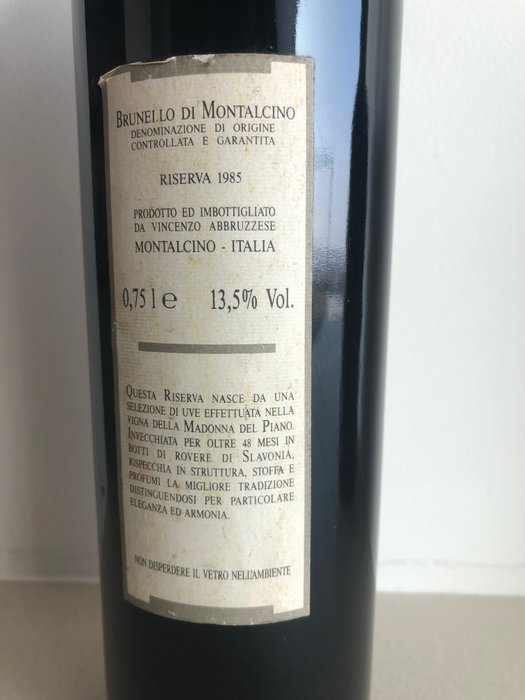 BRUNELLO DI MONTALCINO
DENOMINAZIONE DI ORIGINE
CONTROLLATA E GARANTITA
RISERVA 1985
PRODOTTO ED IMBOTTIGLIATO
DA VINCENZO ABBRUZZESE
MONTALCINO - ITALIA
0,75 l e 13,5% Vol.
QUESTA RISERVA NASCE DA UNA
SELEZIONE DI UVE EFFETTUATA NELLA
VIGNA DELLA MADONNA DEL PIANO.
INVECCHIATA PER OLTRE 48 MESI IN
BOTTI DI ROVERE DI SLAVONIA,
RISPECCHIA IN STRUTTURA, STOFFA E
PROFUMI LA MIGLIORE TRADIZIONE
DISTINGUENDOSI PER PARTICOLARE
ELEGANZA ED ARMONIA.
NON DISPERDERE IL VETRO NELL'AMBIENTE